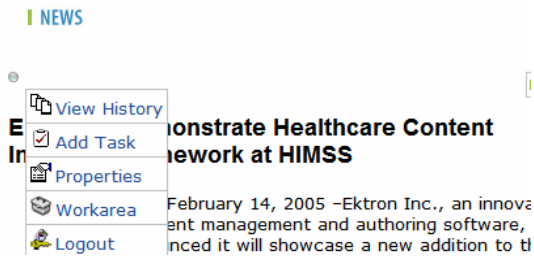 NEWS
View History
E onstrate Healthcare Content
Add Task
In ework at HIMSS
Properties
February 14, 2005 –Ektron Inc., an innova
Workarea
ent management and authoring software,
Logout
nced it will showcase a new addition to th